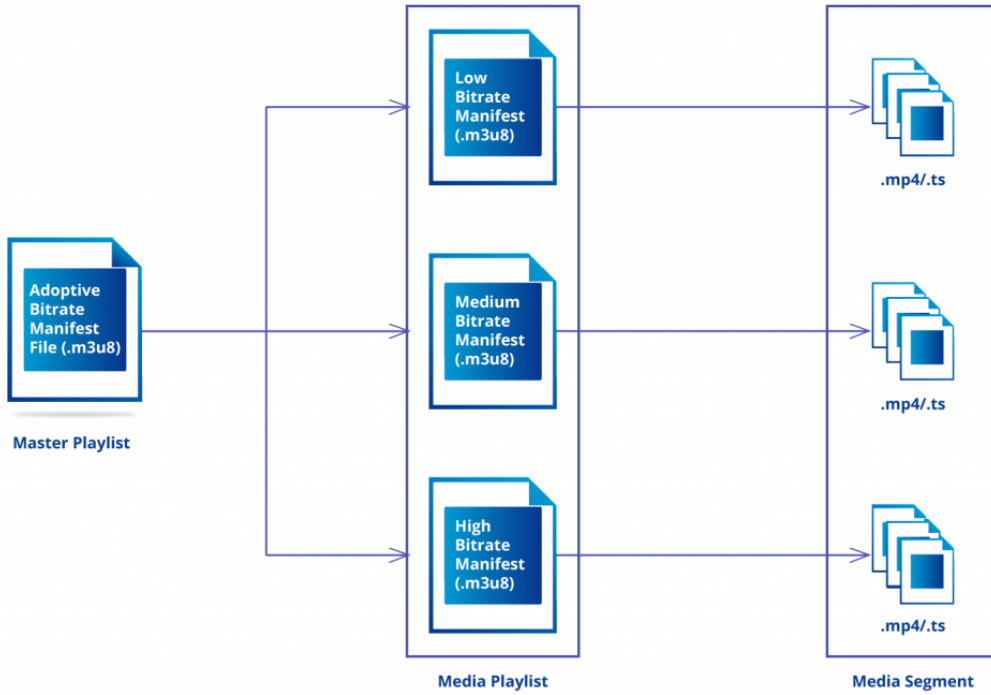 Adoptive
Bitrate
Manifest
File (.m3u8)
Master Playlist
Low
Bitrate
Manifest
(.m3u8)
Medium
Bitrate
Manifest
(.m3u8)
High
Bitrate
Manifest
(.m3u8)
Media Playlist
.mp4/.ts
.mp4/.ts
.mp4/.ts
Media Segment